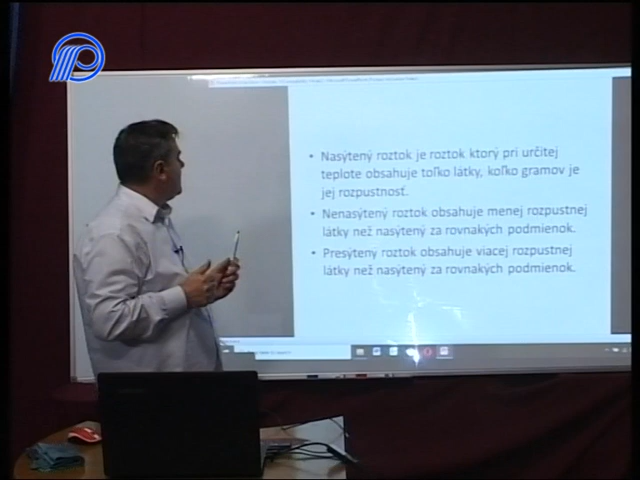 • Nasýtený roztok je roztok ktorý pri určitej
teplote obsahuje toľko látky, koľko gramov je
jej rozpustnosť.
• Nenasýtený roztok obsahuje menej rozpustnej
látky než nasýtený za rovnakých podmienok.
• Presýtený roztok obsahuje viacej rozpustnej
látky než nasýtený za rovnakých podmienok.